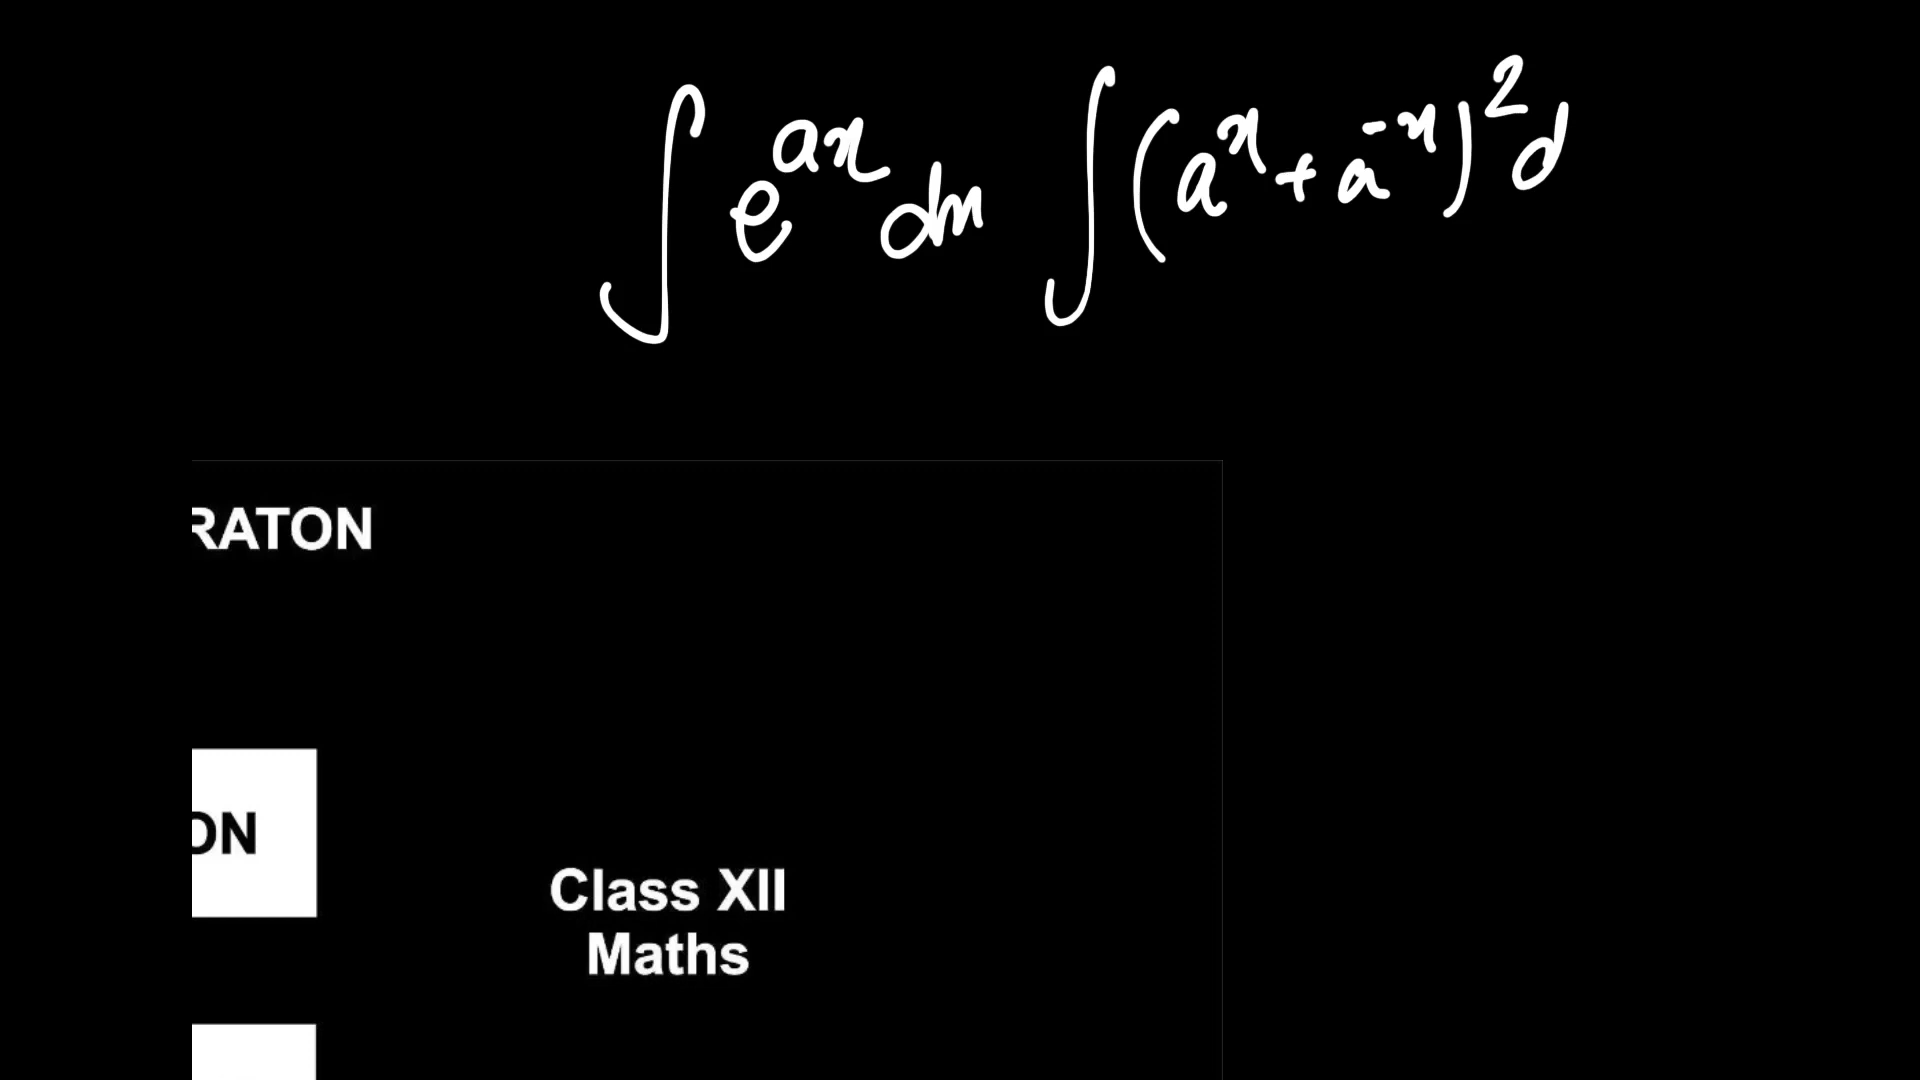 ∫ e^{ax} dx ∫ (a^x + a^{-x})^2 d
RATON
ON
Class XII
Maths